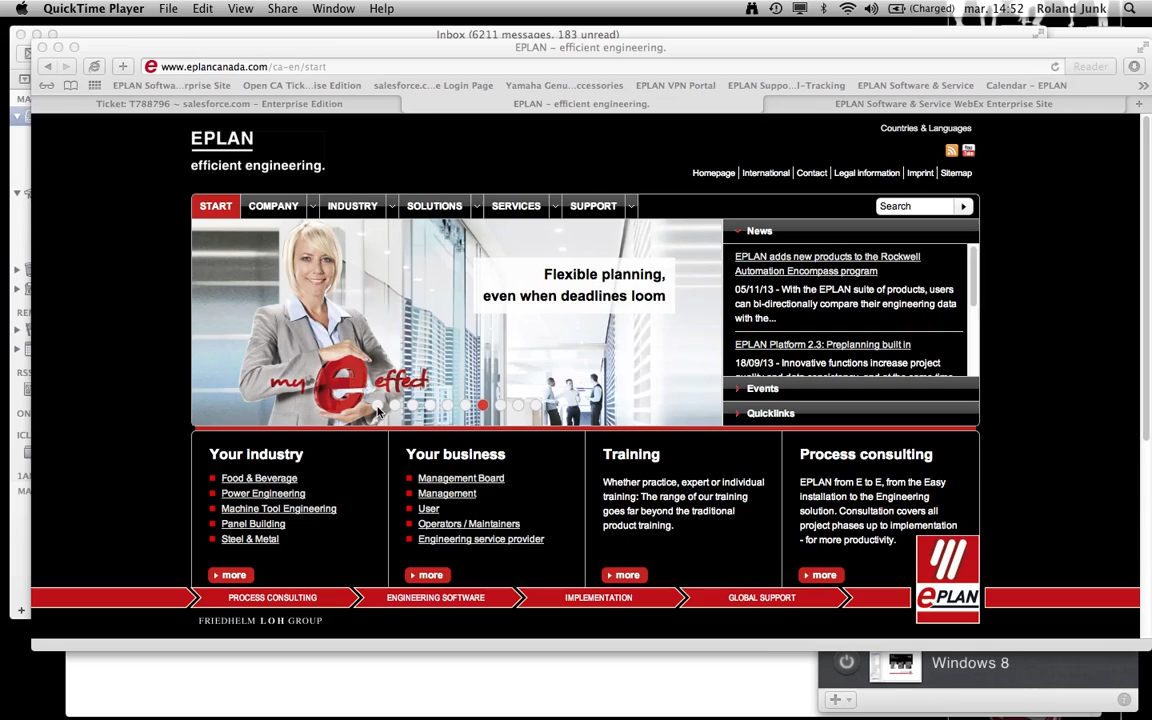 QuickTime Player File Edit View Share Window Help (Charged) mar. 14:52 Roland Junk
Inbox (6211 messages, 183 unread)
EPLAN – efficient engineering.
www.eplancanada.com/ca-en/start
Reader
EPLAN Softwa...rprise Site Open CA Tick...ise Edition salesforce.c...e Login Page Yamaha Genu...ccessories EPLAN VPN Portal EPLAN Suppo...l-Tracking EPLAN Software & Service Calendar – EPLAN
Ticket: T788796 ~ salesforce.com – Enterprise Edition
EPLAN – efficient engineering.
EPLAN Software & Service WebEx Enterprise Site
Countries & Languages
EPLAN
efficient engineering.
You Tube
Homepage International Contact Legal information Imprint Sitemap
START COMPANY INDUSTRY SOLUTIONS SERVICES SUPPORT
Search
Flexible planning,
even when deadlines loom
my e effect
News
EPLAN adds new products to the Rockwell
Automation Encompass program
05/11/13 - With the EPLAN suite of products, users
can bi-directionally compare their engineering data
with the...
EPLAN Platform 2.3: Preplanning built in
18/09/13 - Innovative functions increase project
Events
Quicklinks
Your industry
Food & Beverage
Power Engineering
Machine Tool Engineering
Panel Building
Steel & Metal
more
Your business
Management Board
Management
User
Operators / Maintainers
Engineering service provider
more
Training
Whether practice, expert or individual
training: The range of our training
goes far beyond the traditional
product training.
more
Process consulting
EPLAN from E to E, from the Easy
installation to the Engineering
solution. Consultation covers all
project phases up to implementation
- for more productivity.
more
PROCESS CONSULTING ENGINEERING SOFTWARE IMPLEMENTATION GLOBAL SUPPORT
ePLAN
FRIEDHELM LOH GROUP
Windows 8